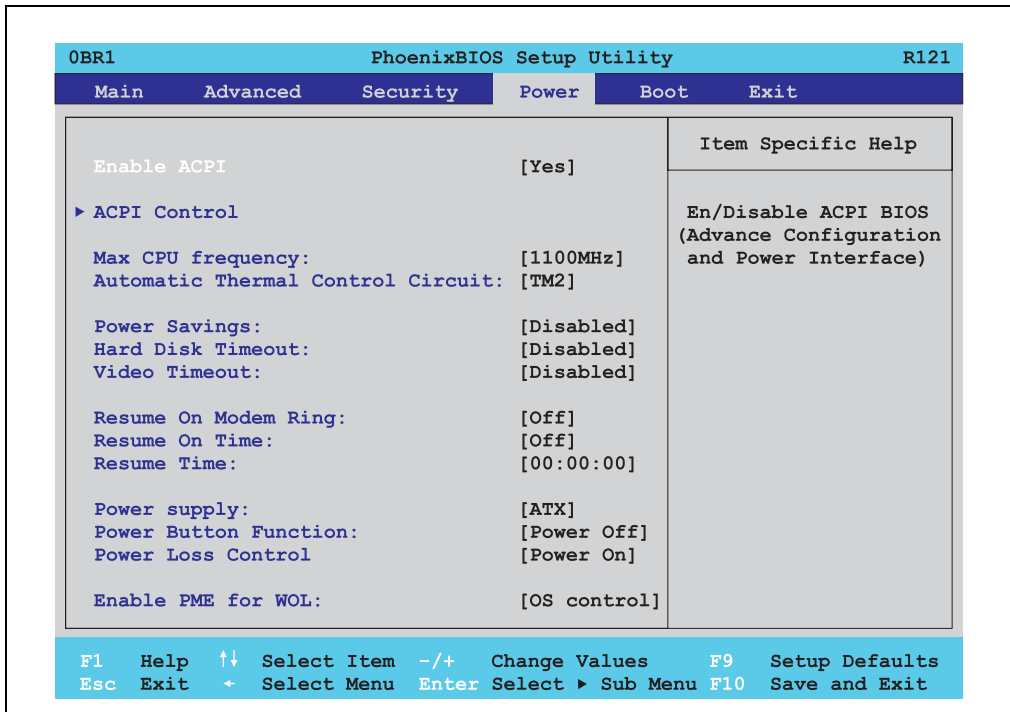 0BR1 PhoenixBIOS Setup Utility R121
Main Advanced Security Power Boot Exit
Item Specific Help
Enable ACPI [Yes]
▶ ACPI Control
En/Disable ACPI BIOS
(Advance Configuration
and Power Interface)
Max CPU frequency: [1100MHz]
Automatic Thermal Control Circuit: [TM2]
Power Savings: [Disabled]
Hard Disk Timeout: [Disabled]
Video Timeout: [Disabled]
Resume On Modem Ring: [Off]
Resume On Time: [Off]
Resume Time: [00:00:00]
Power supply: [ATX]
Power Button Function: [Power Off]
Power Loss Control [Power On]
Enable PME for WOL: [OS control]
F1 Help ↑↓ Select Item -/+ Change Values F9 Setup Defaults
Esc Exit ← Select Menu Enter Select ▶ Sub Menu F10 Save and Exit